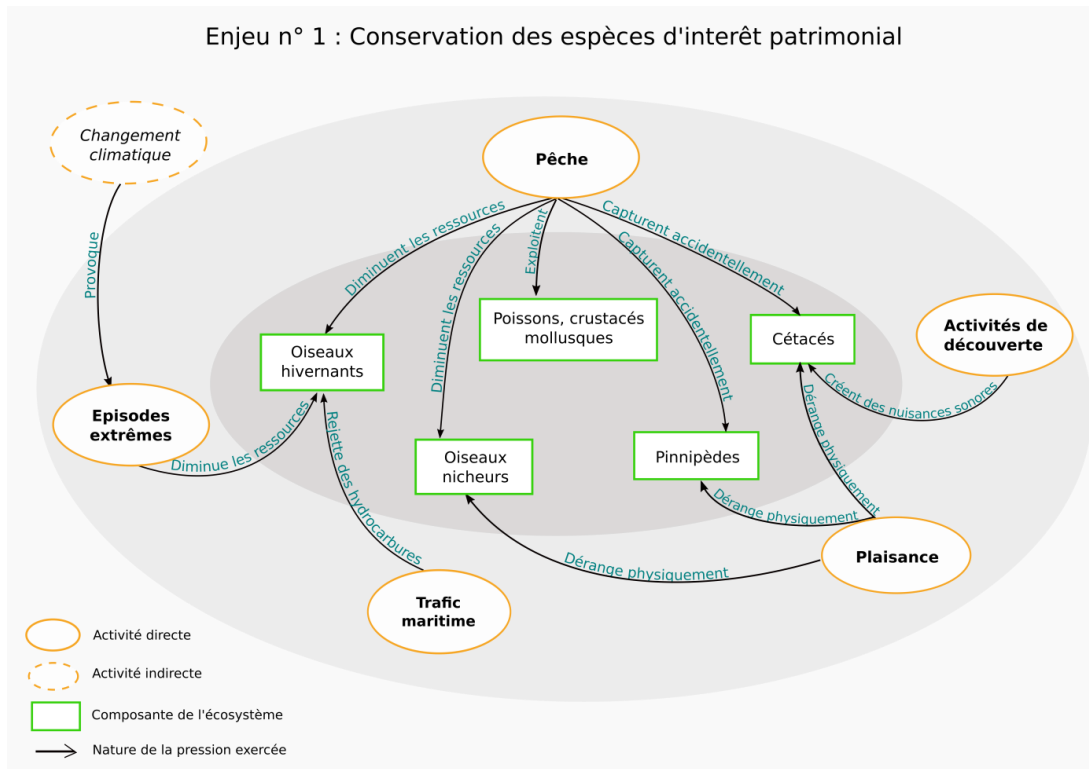 Enjeu n° 1 : Conservation des espèces d'interêt patrimonial
Changement
climatique
Pêche
Provoque
Diminuent les ressources
Diminuent les ressources
Exploitent
Capturent accidentellement
Capturent accidentellement
Poissons, crustacés
mollusques
Cétacés
Activités de
découverte
Oiseaux
hivernants
Créent des nuisances sonores
Episodes
extrêmes
Diminue les ressources
Rejette des hydrocarbures
Oiseaux
nicheurs
Pinnipèdes
Dérange physiquement
Dérange physiquement
Dérange physiquement
Plaisance
Trafic
maritime
Activité directe
Activité indirecte
Composante de l'écosystème
Nature de la pression exercée